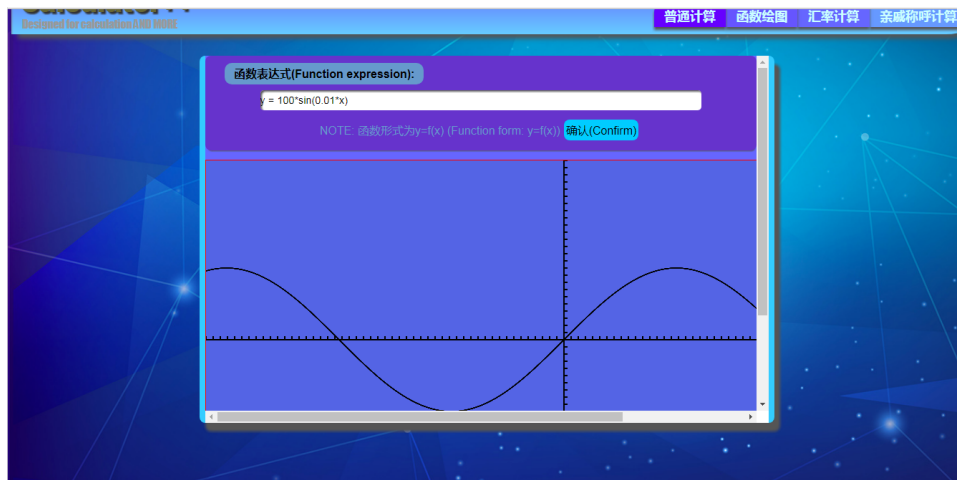 Designed for calculation AND MORE
普通计算 函数绘图 汇率计算 亲戚称呼计算
函数表达式(Function expression):
y = 100*sin(0.01*x)
NOTE: 函数形式为y=f(x) (Function form: y=f(x)) 确认(Confirm)